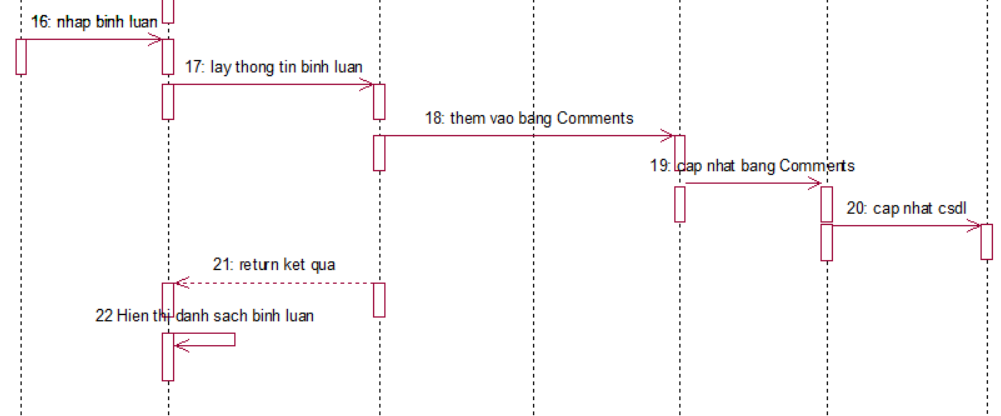 16: nhap binh luan
17: lay thong tin binh luan
18: them vao bang Comments
19: cap nhat bang Comments
20: cap nhat csdl
21: return ket qua
22 Hien thi danh sach binh luan